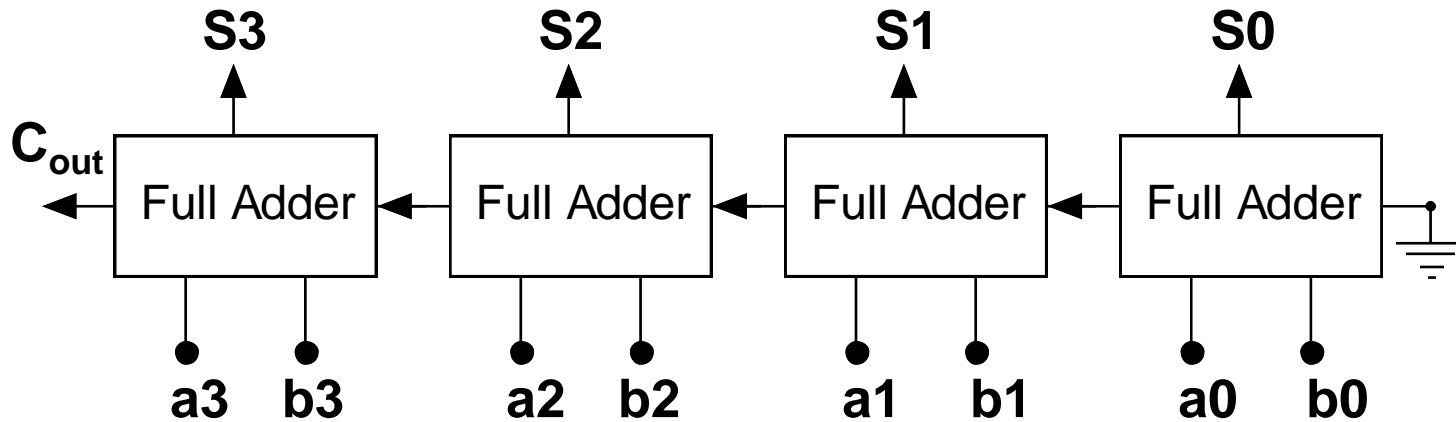 S3 S2 S1 S0
C_out
Full Adder Full Adder Full Adder Full Adder
a3 b3 a2 b2 a1 b1 a0 b0